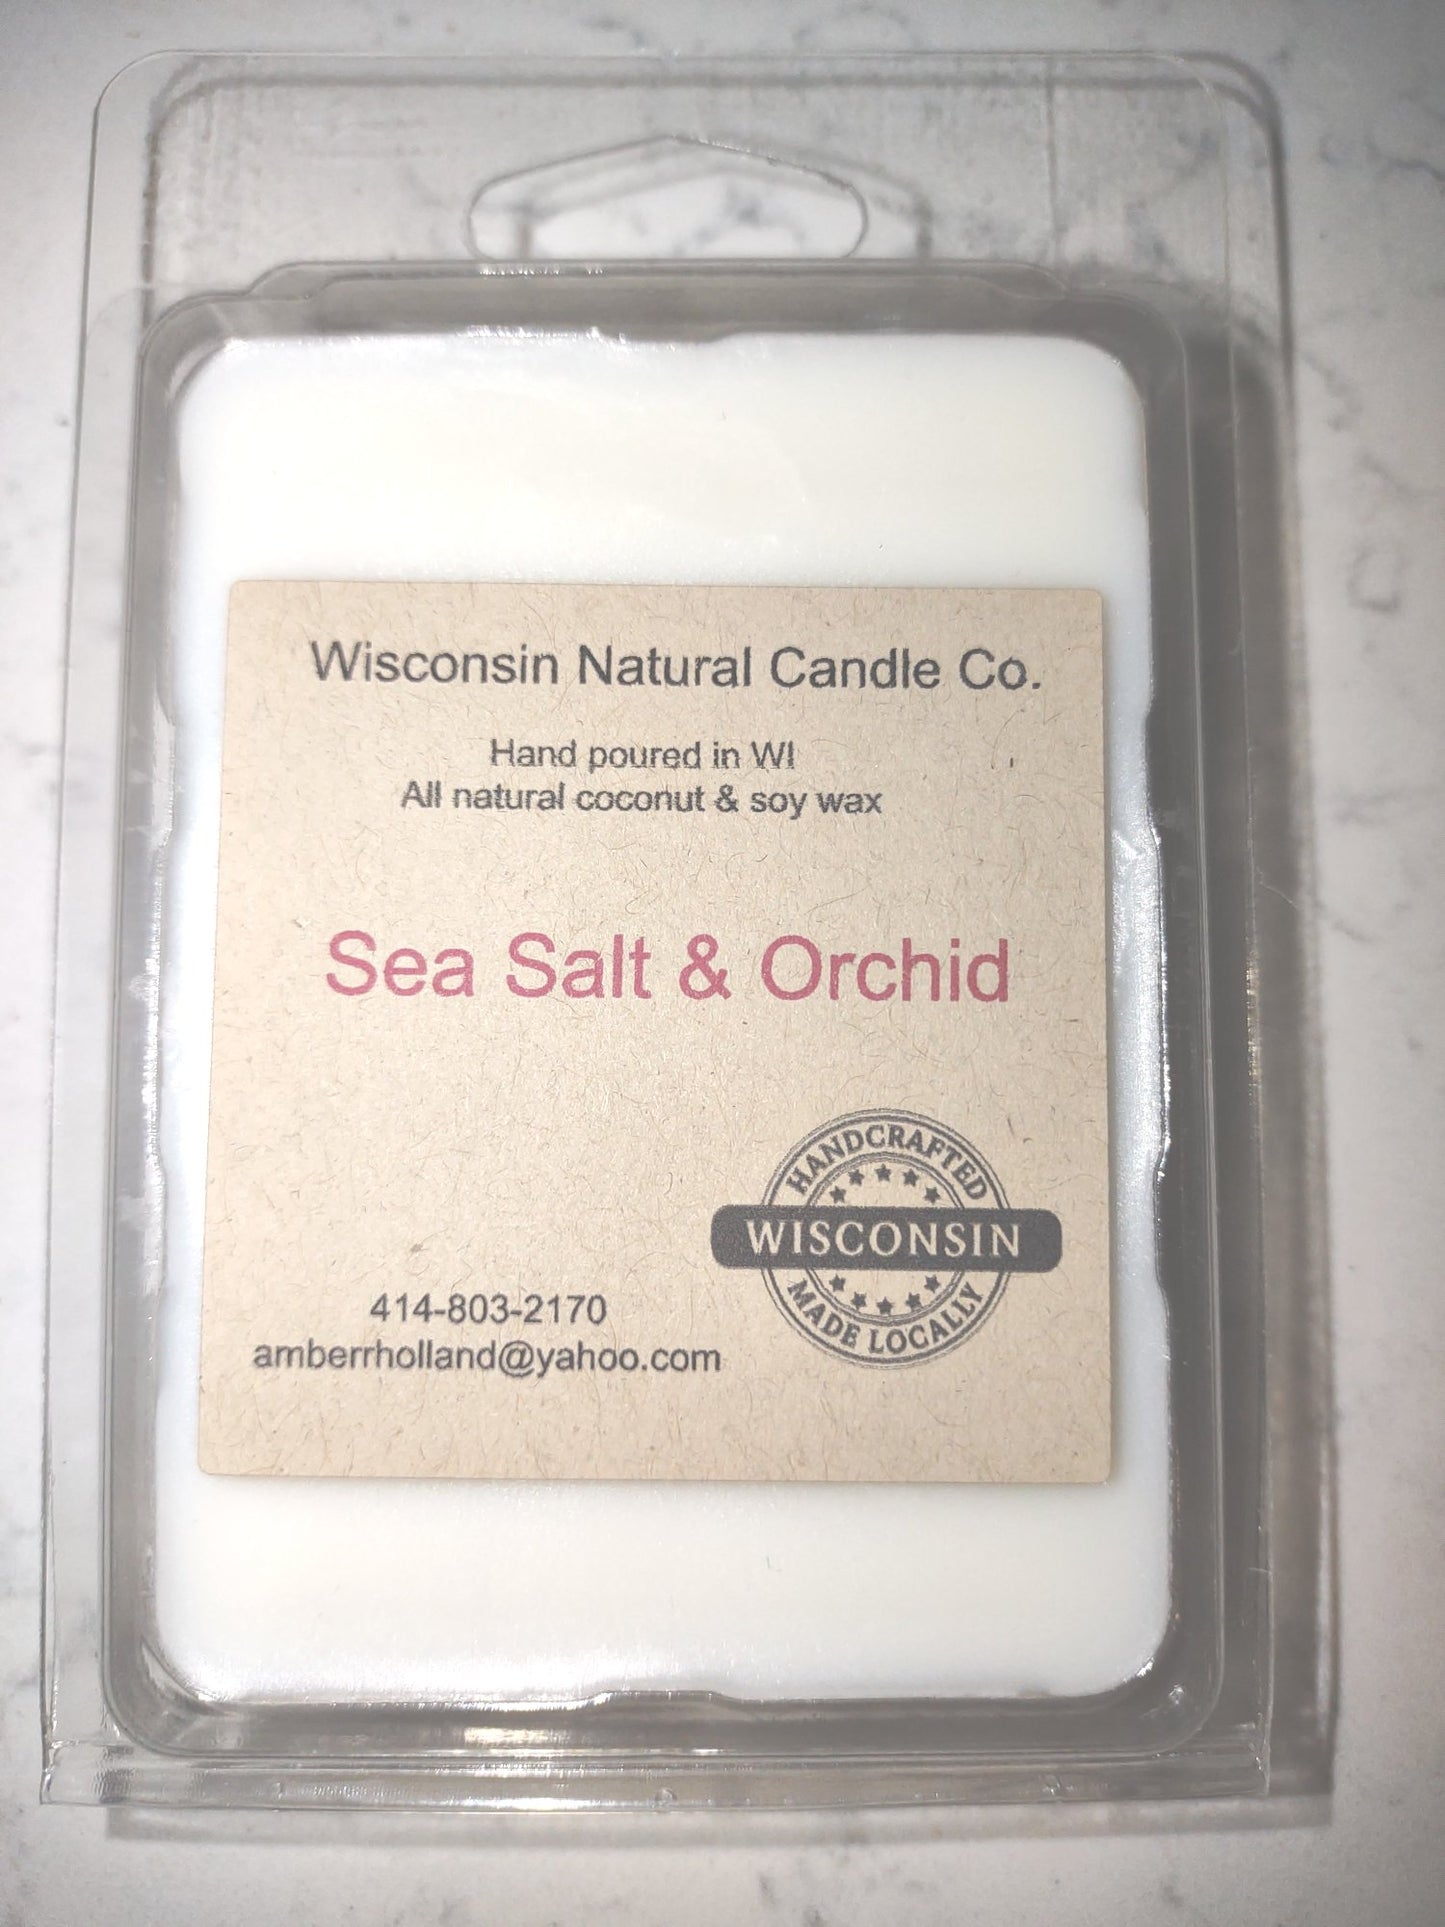 Wisconsin Natural Candle Co.
Hand poured in WI
All natural coconut & soy wax
Sea Salt & Orchid
HANDCRAFTED
WISCONSIN
MADE LOCALLY
414-803-2170
amberrholland@yahoo.com